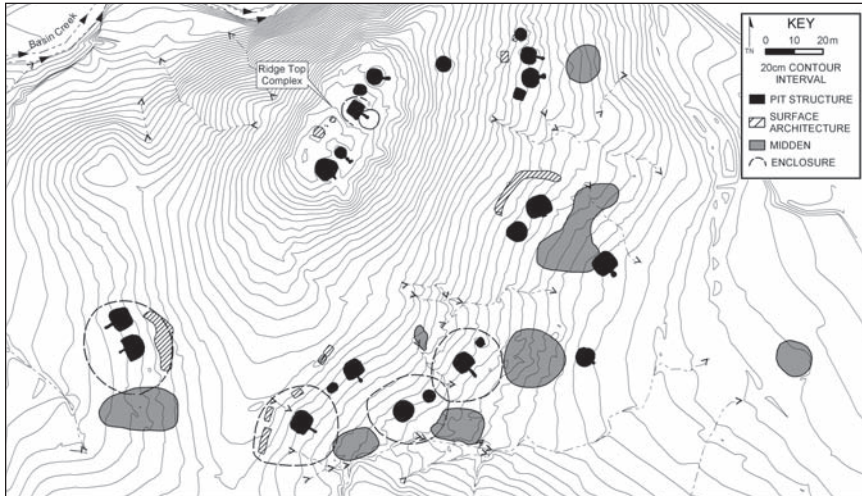 Basin Creek
Ridge Top
Complex
KEY
TN
0 10 20m
20cm CONTOUR
INTERVAL
PIT STRUCTURE
SURFACE
ARCHITECTURE
MIDDEN
ENCLOSURE